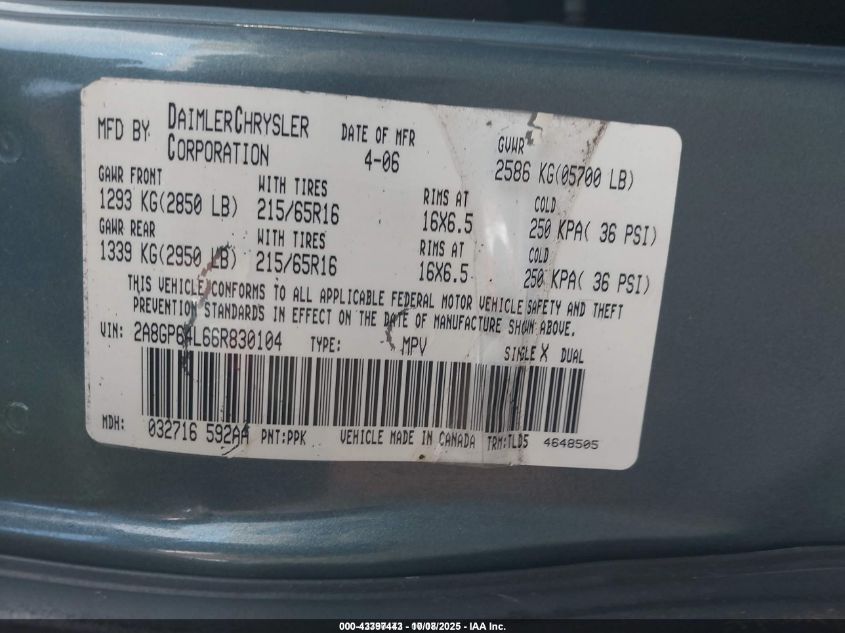 MFD BY DAIMLERCHRYSLER CORPORATION DATE OF MFR 4-06 GVWR 2586 KG(05700 LB)
GAWR FRONT WITH TIRES RIMS AT COLD
1293 KG(2850 LB) 215/65R16 16X6.5 250 KPA( 36 PSI)
GAWR REAR WITH TIRES RIMS AT COLD
1339 KG(2950 LB) 215/65R16 16X6.5 250 KPA( 36 PSI)
THIS VEHICLE CONFORMS TO ALL APPLICABLE FEDERAL MOTOR VEHICLE SAFETY AND THEFT
PREVENTION STANDARDS IN EFFECT ON THE DATE OF MANUFACTURE SHOWN ABOVE.
VIN: 2A8GP64L66R830104 TYPE: MPV SINGLE X DUAL
MDH: 032716 592AA PNT:PPK VEHICLE MADE IN CANADA TRM:TLD5 4648505
10/08/2025 - IAA Inc.